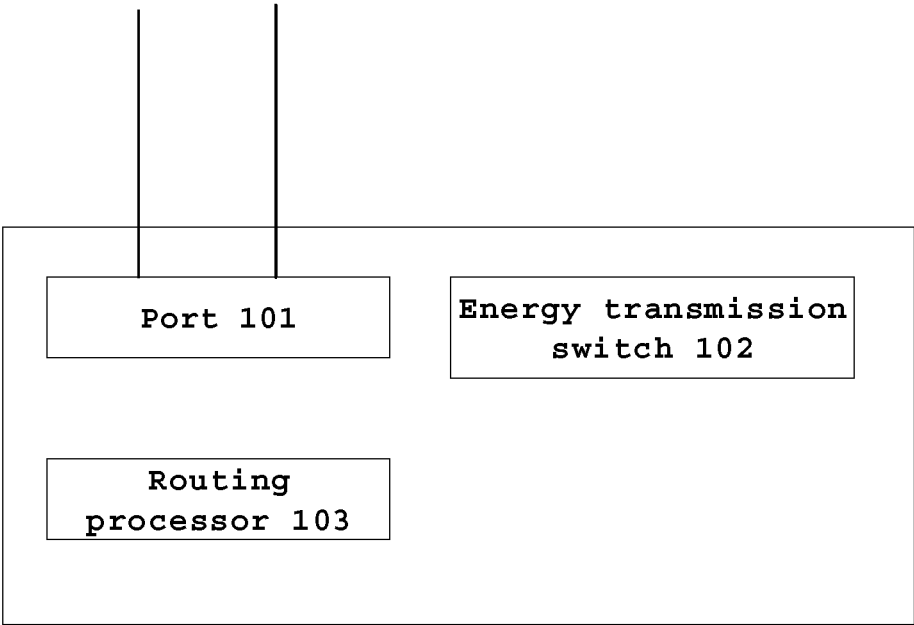 Port 101
Energy transmission
switch 102
Routing
processor 103